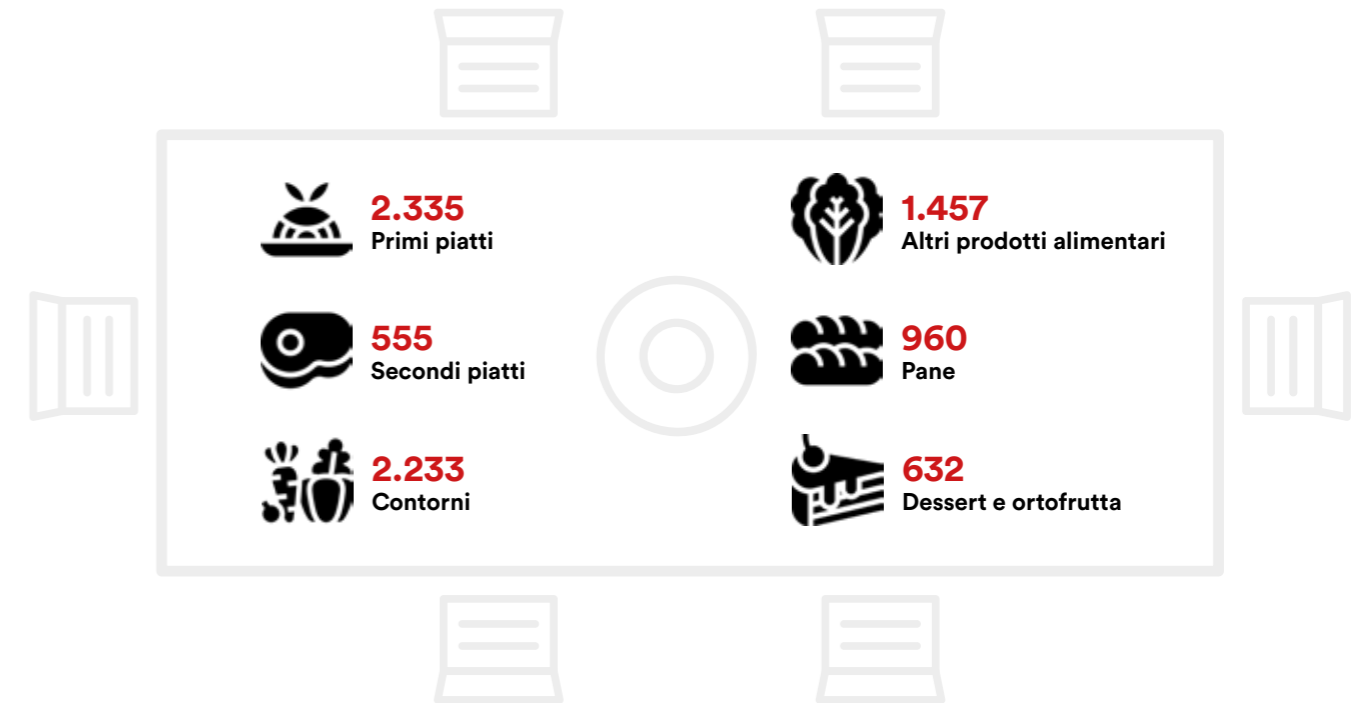 2.335
Primi piatti
555
Secondi piatti
2.233
Contorni
1.457
Altri prodotti alimentari
960
Pane
632
Dessert e ortofrutta